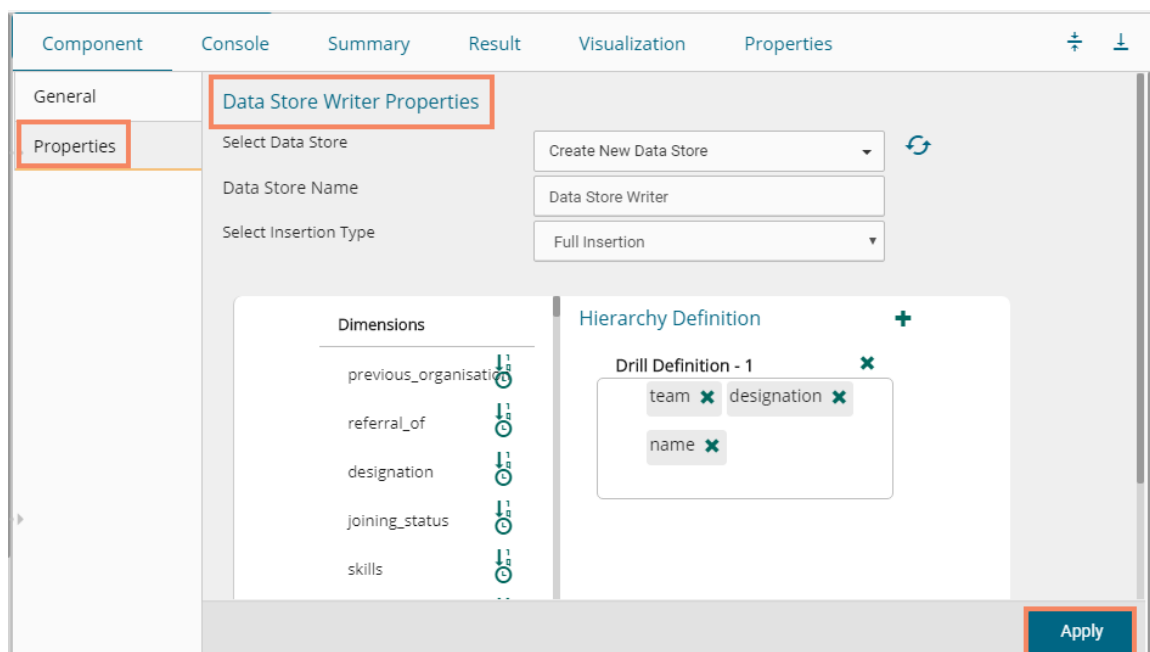 Component Console Summary Result Visualization Properties
General
Properties
Data Store Writer Properties
Select Data Store
Create New Data Store
Data Store Name
Data Store Writer
Select Insertion Type
Full Insertion
Dimensions
previous_organisation
referral_of
designation
joining_status
skills
Hierarchy Definition
Drill Definition - 1
team designation
name
Apply